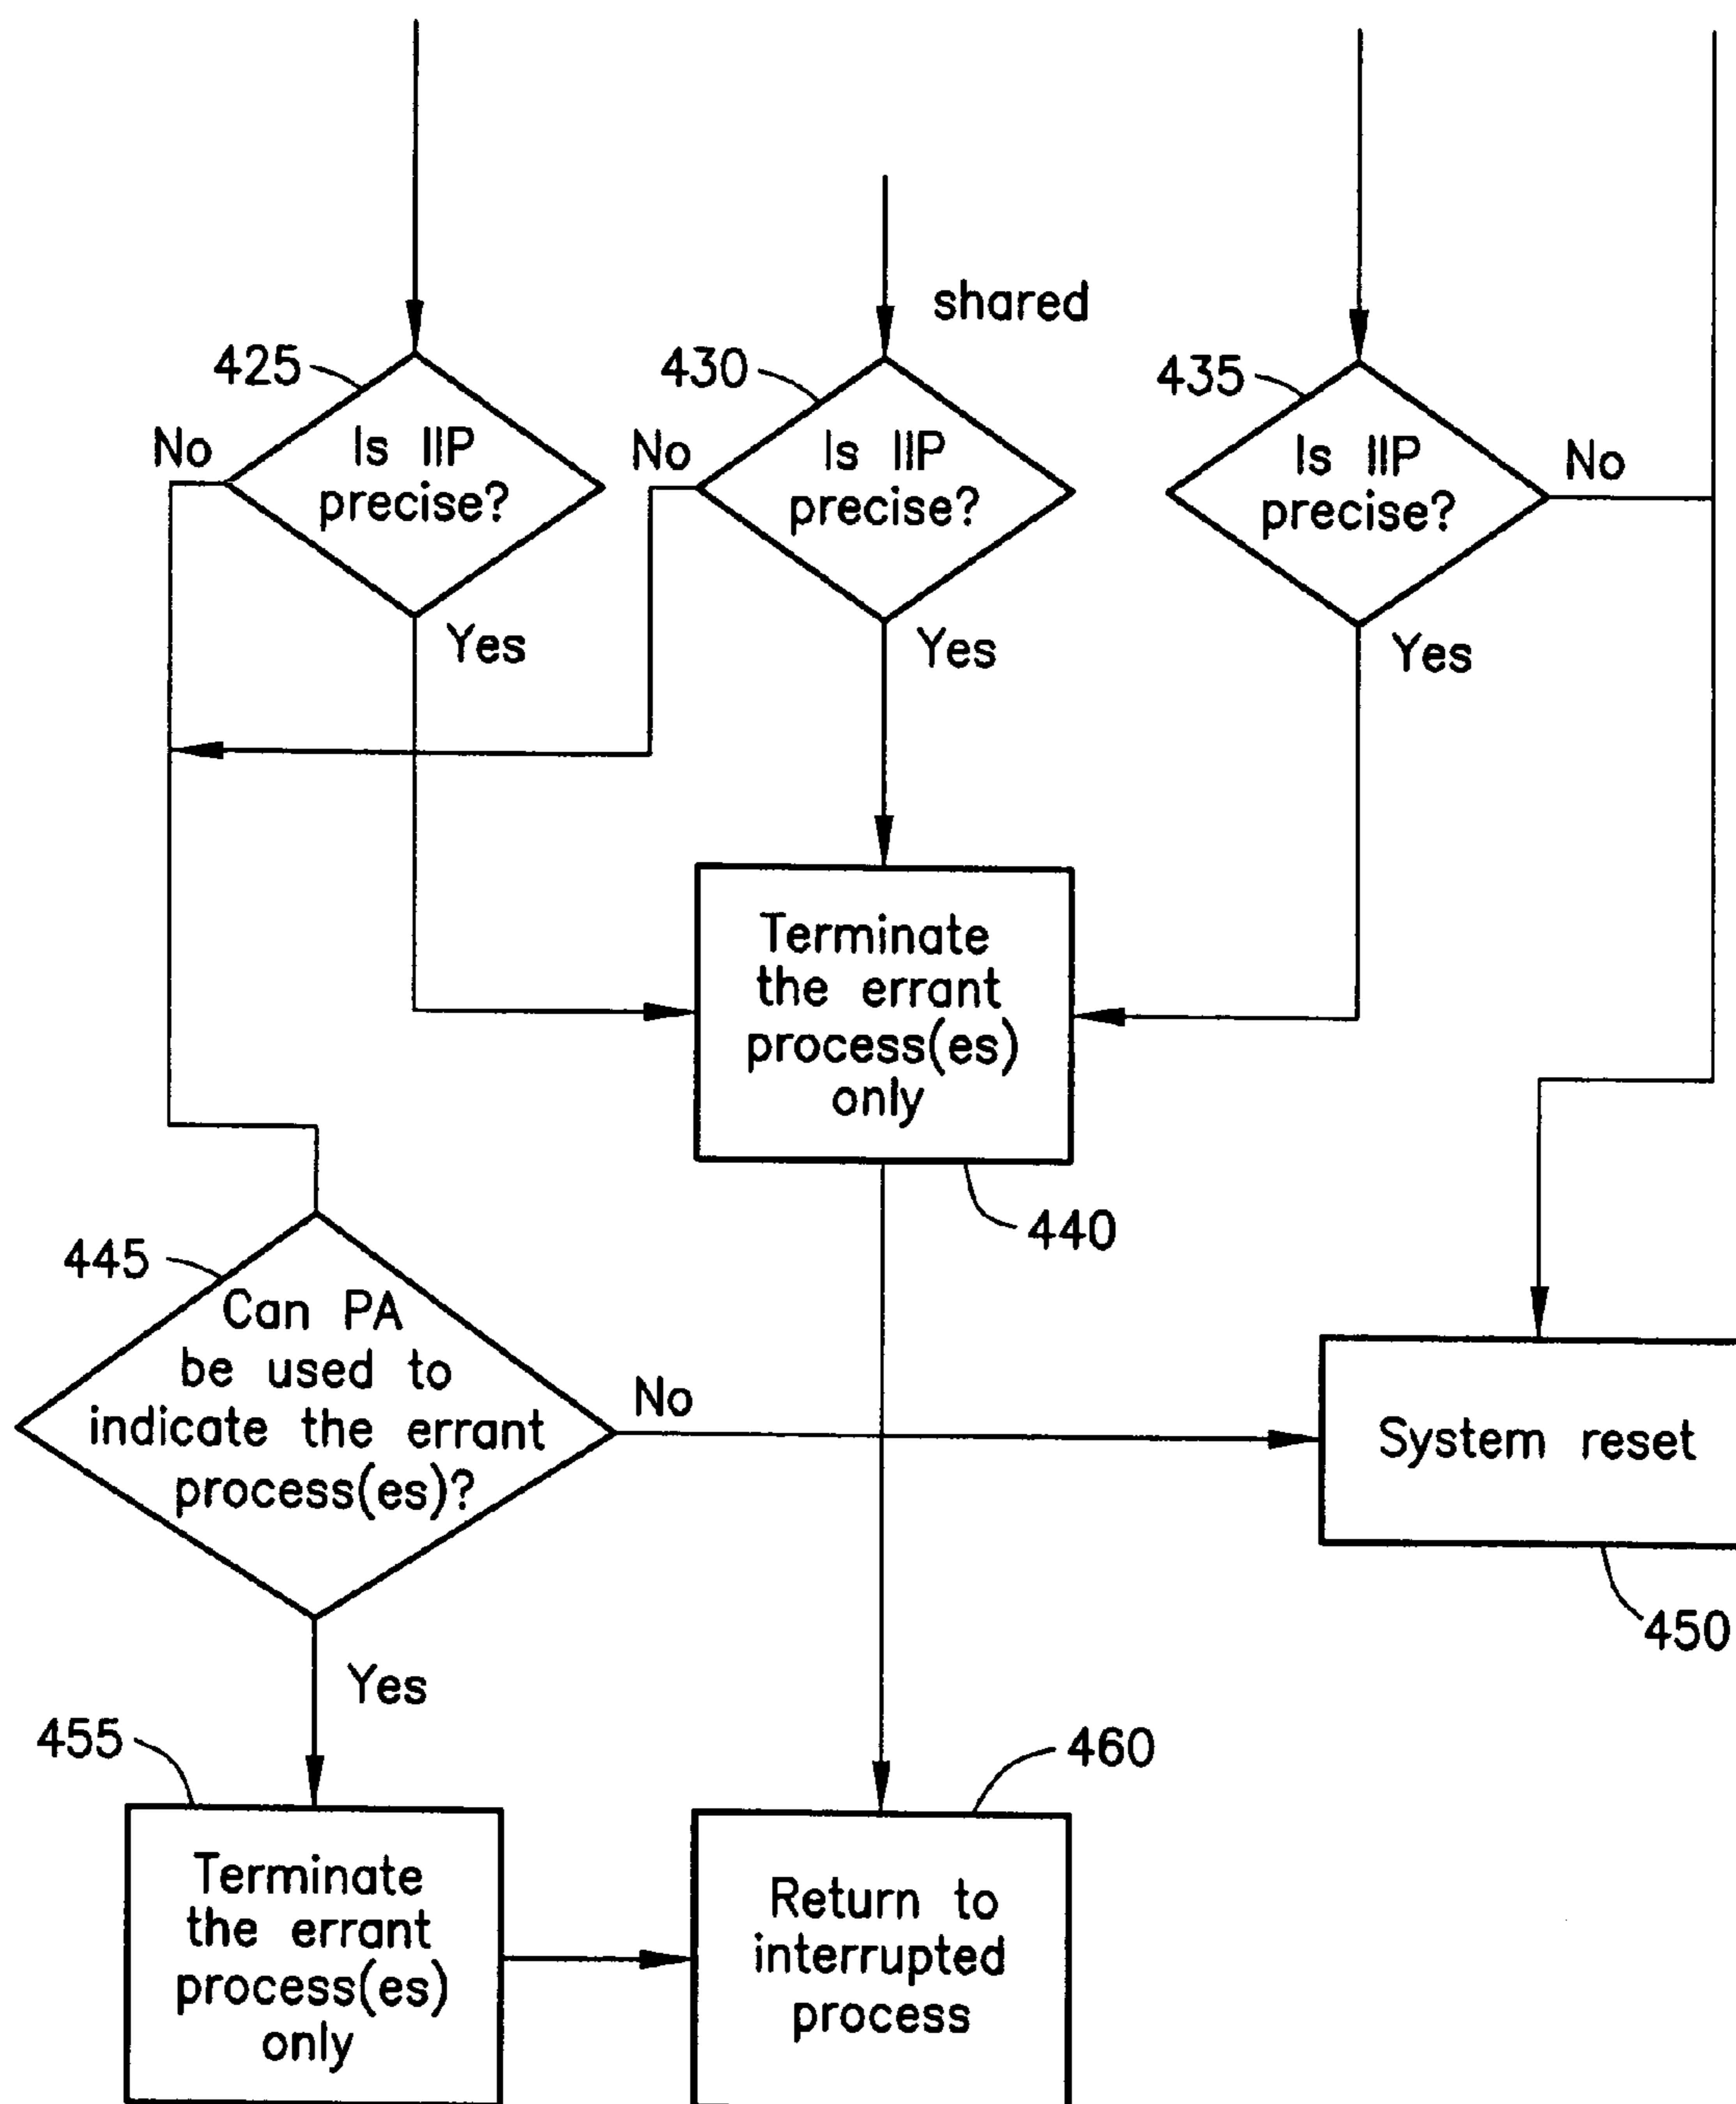 shared
425
430
435
No
Is IIP
precise?
Yes
No
Is IIP
precise?
Yes
Is IIP
precise?
No
Yes
Terminate
the errant
process(es)
only
440
445
Can PA
be used to
indicate the errant
process(es)?
No
Yes
System reset
450
455
460
Terminate
the errant
process(es)
only
Return to
interrupted
process